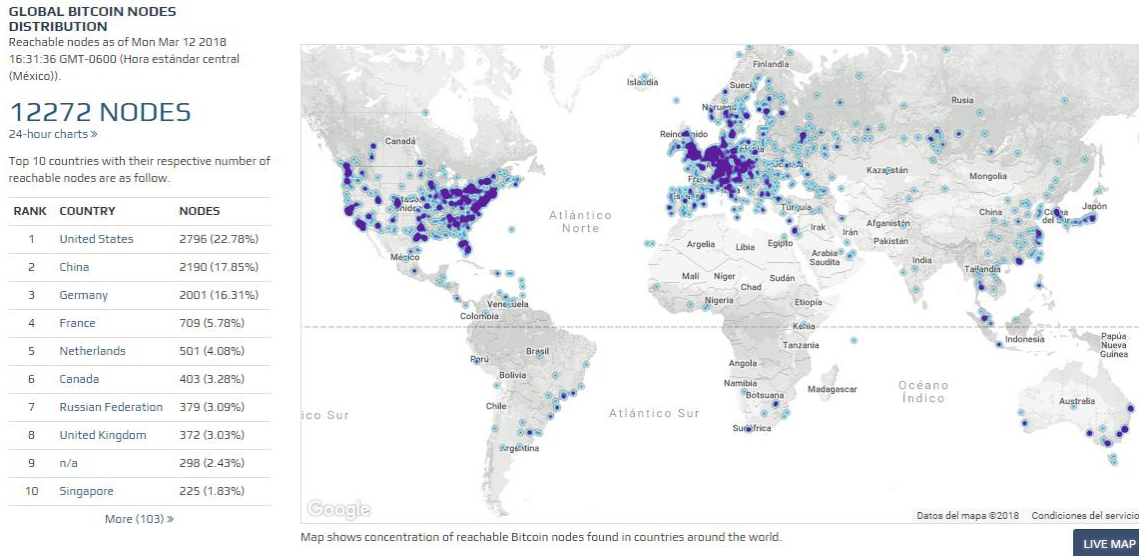 GLOBAL BITCOIN NODES
DISTRIBUTION
Reachable nodes as of Mon Mar 12 2018
16:31:36 GMT-0600 (Hora estándar central
(México)).
12272 NODES
24-hour charts »
Top 10 countries with their respective number of
reachable nodes are as follow.
RANK COUNTRY NODES
1 United States 2796 (22.78%)
2 China 2190 (17.85%)
3 Germany 2001 (16.31%)
4 France 709 (5.78%)
5 Netherlands 501 (4.08%)
6 Canada 403 (3.28%)
7 Russian Federation 379 (3.09%)
8 United Kingdom 372 (3.03%)
9 n/a 298 (2.43%)
10 Singapore 225 (1.83%)
More (103) »
Finlandia
Islandia
Rusia
Canadá
Kazajistán
Mongolia
Atlántico
Norte
Turquía
China
Japón
Irak
Irán
Afganistán
Pakistán
Argelia
Libia
Egipto
Arabia
Saudita
India
Tailandia
México
Malí
Níger
Chad
Sudán
Nigeria
Etiopía
Venezuela
Colombia
Kenia
Tanzania
Indonesia
Papúa
Nueva
Guinea
Perú
Brasil
Bolivia
Angola
Namibia
Botsuana
Madagascar
Océano
Índico
Australia
ico Sur
Chile
Atlántico Sur
Sudáfrica
Argentina
Google
Datos del mapa ©2018 Condiciones del servicio
Map shows concentration of reachable Bitcoin nodes found in countries around the world.
LIVE MAP